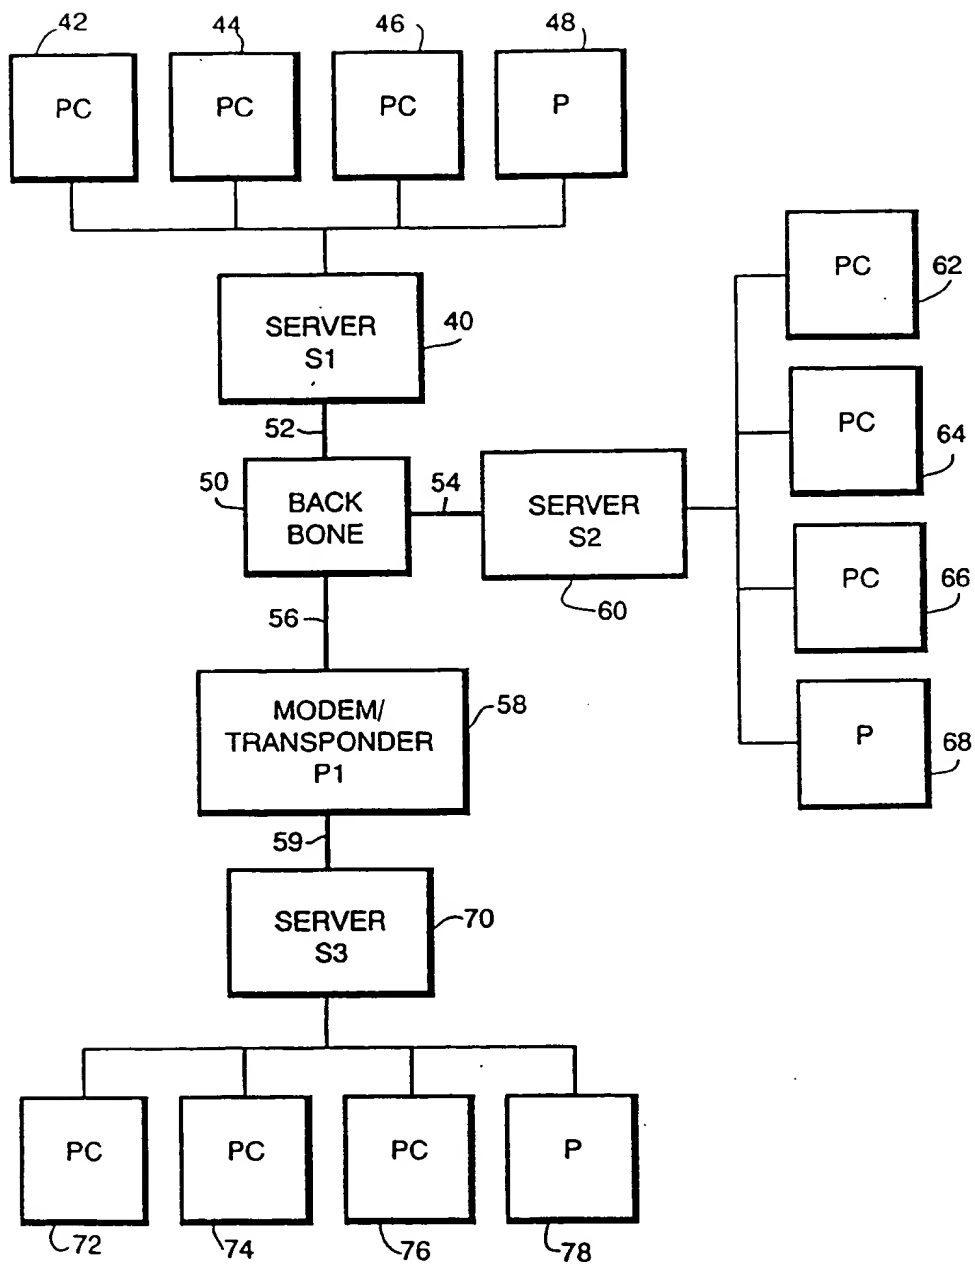 42
44
46
48
PC
PC
PC
P
SERVER
S1
40
PC
62
52
PC
64
50
BACK
BONE
54
SERVER
S2
60
PC
66
56
MODEM/
TRANSPONDER
P1
58
P
68
59
SERVER
S3
70
PC
PC
PC
P
72
74
76
78